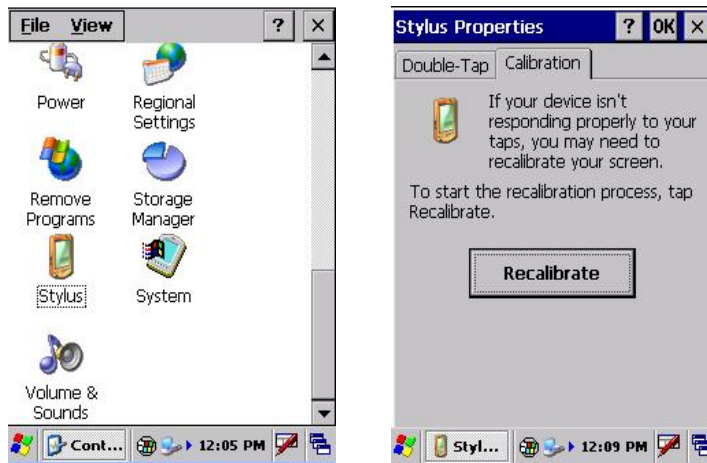 File View ? ×
Power
Regional
Settings
Remove
Programs
Storage
Manager
Stylus
System
Volume &
Sounds
Cont... 12:05 PM
Stylus Properties ? OK ×
Double-Tap Calibration
If your device isn't
responding properly to your
taps, you may need to
recalibrate your screen.
To start the recalibration process, tap
Recalibrate.
Recalibrate
Styl... 12:09 PM